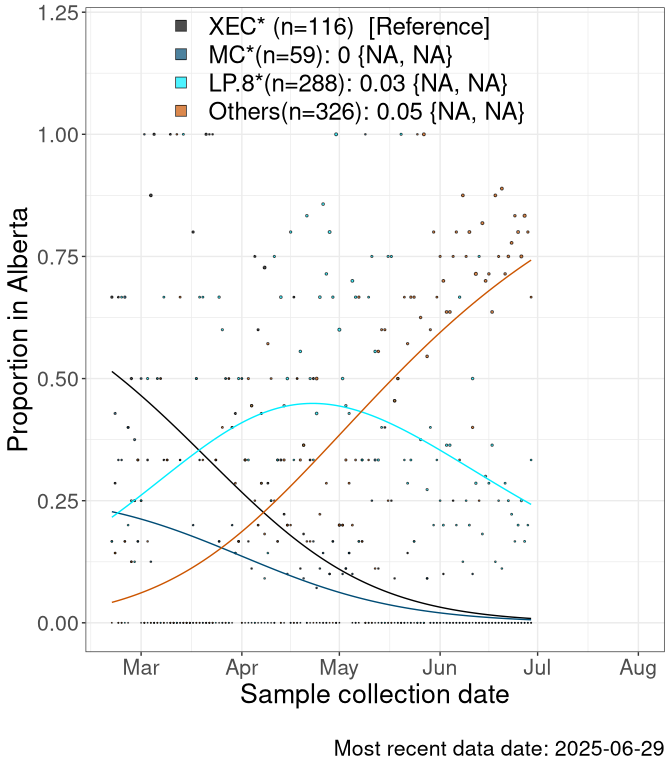 XEC* (n=116)  [Reference]
MC*(n=59): 0 {NA, NA}
LP.8*(n=288): 0.03 {NA, NA}
Others(n=326): 0.05 {NA, NA}
1.25
1.00
0.75
0.50
0.25
0.00
Proportion in Alberta
Mar Apr May Jun Jul Aug
Sample collection date
Most recent data date: 2025-06-29